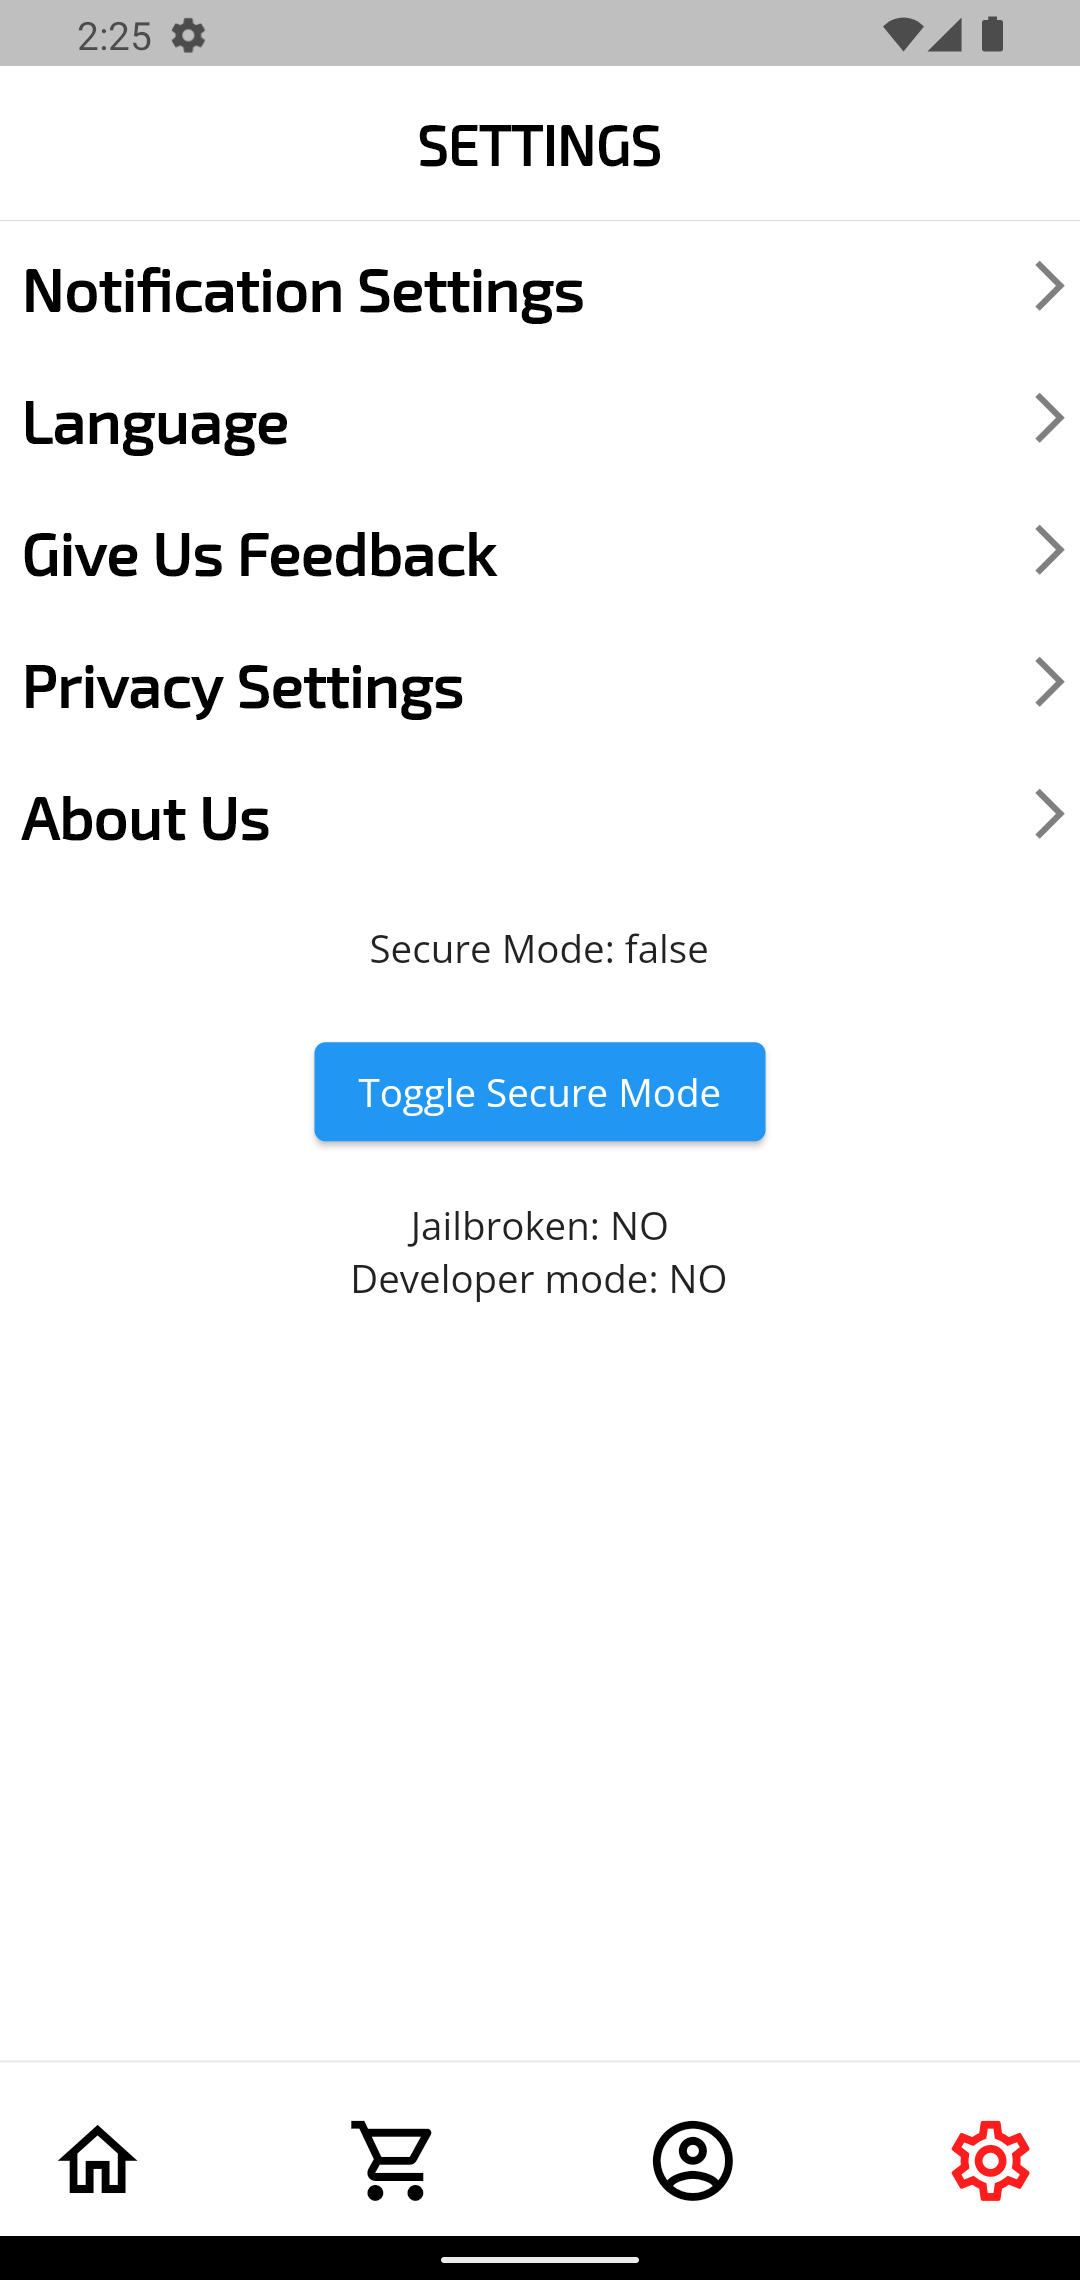 2:25
SETTINGS
Notification Settings
Language
Give Us Feedback
Privacy Settings
About Us
Secure Mode: false
Toggle Secure Mode
Jailbroken: NO
Developer mode: NO